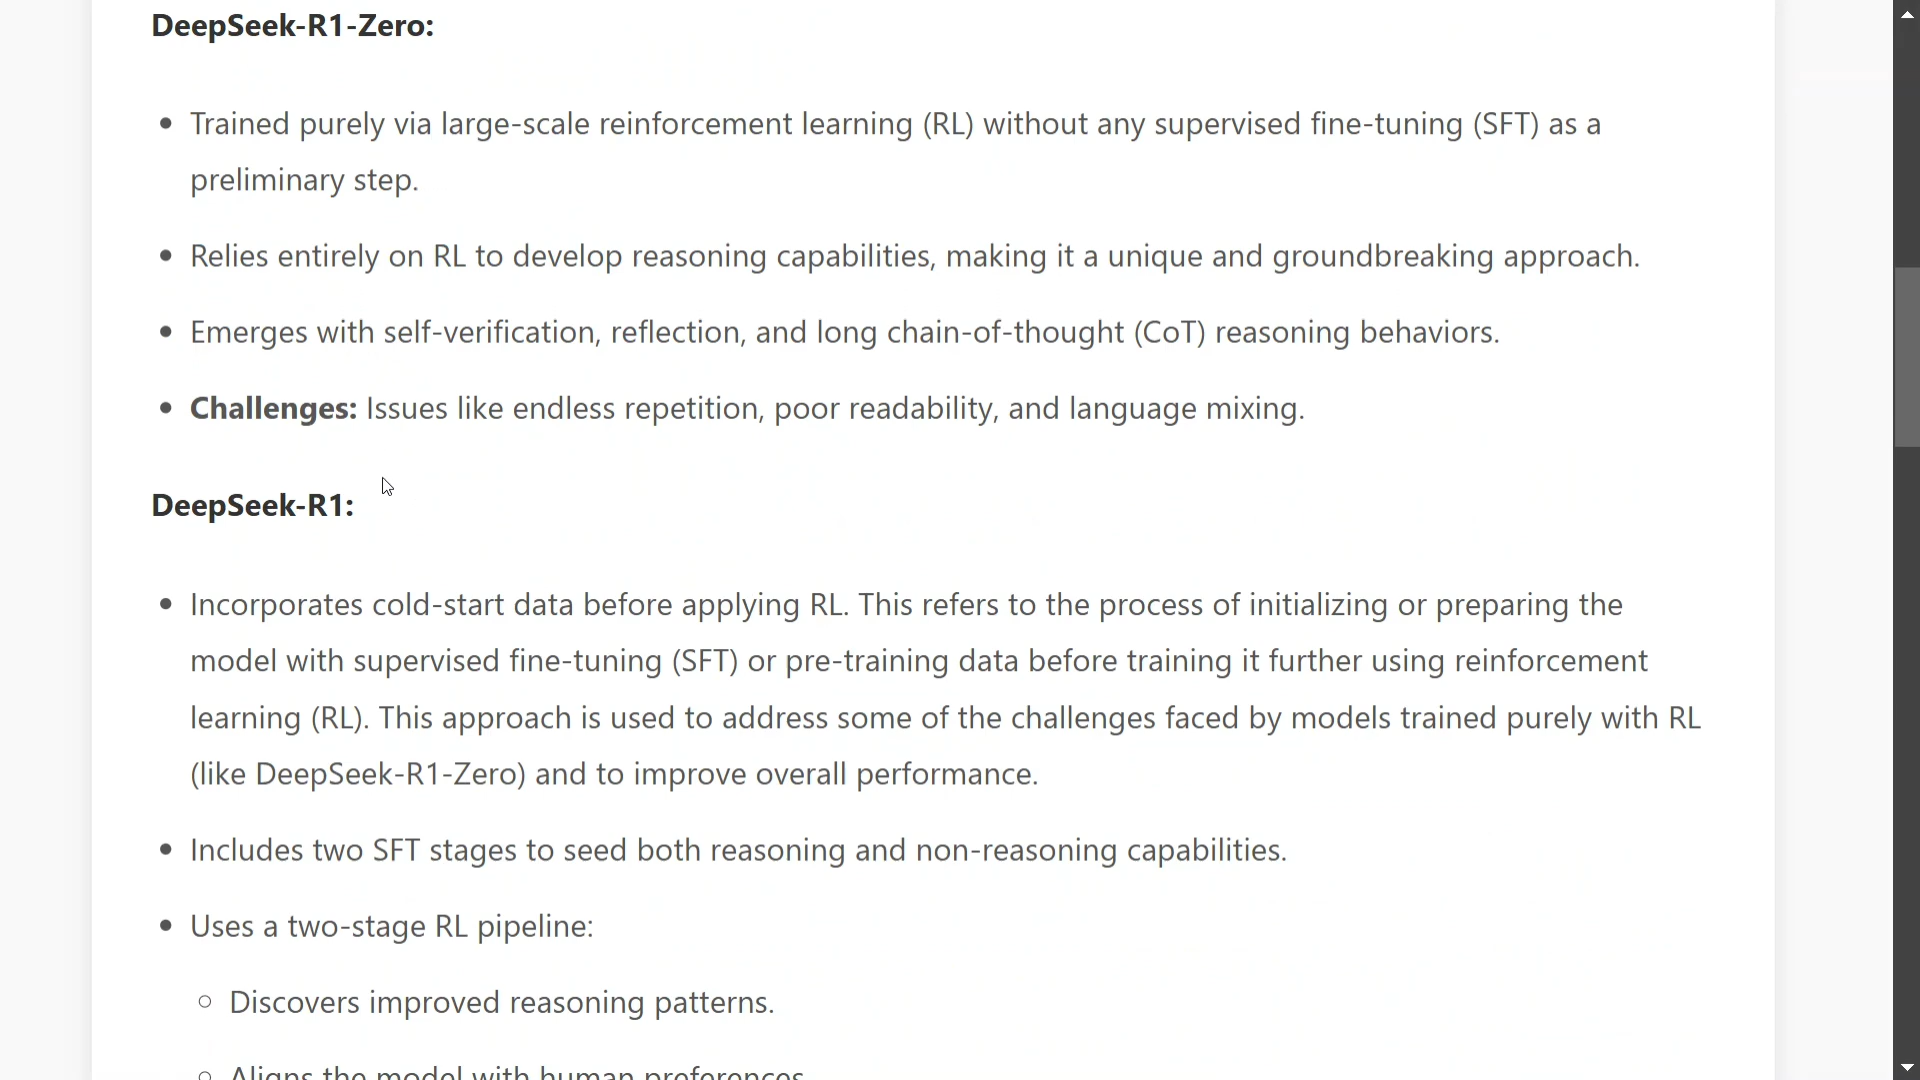 DeepSeek-R1-Zero:
Trained purely via large-scale reinforcement learning (RL) without any supervised fine-tuning (SFT) as a
preliminary step.
Relies entirely on RL to develop reasoning capabilities, making it a unique and groundbreaking approach.
Emerges with self-verification, reflection, and long chain-of-thought (CoT) reasoning behaviors.
Challenges: Issues like endless repetition, poor readability, and language mixing.
DeepSeek-R1:
Incorporates cold-start data before applying RL. This refers to the process of initializing or preparing the
model with supervised fine-tuning (SFT) or pre-training data before training it further using reinforcement
learning (RL). This approach is used to address some of the challenges faced by models trained purely with RL
(like DeepSeek-R1-Zero) and to improve overall performance.
Includes two SFT stages to seed both reasoning and non-reasoning capabilities.
Uses a two-stage RL pipeline:
Discovers improved reasoning patterns.
Aligns the model with human preferences